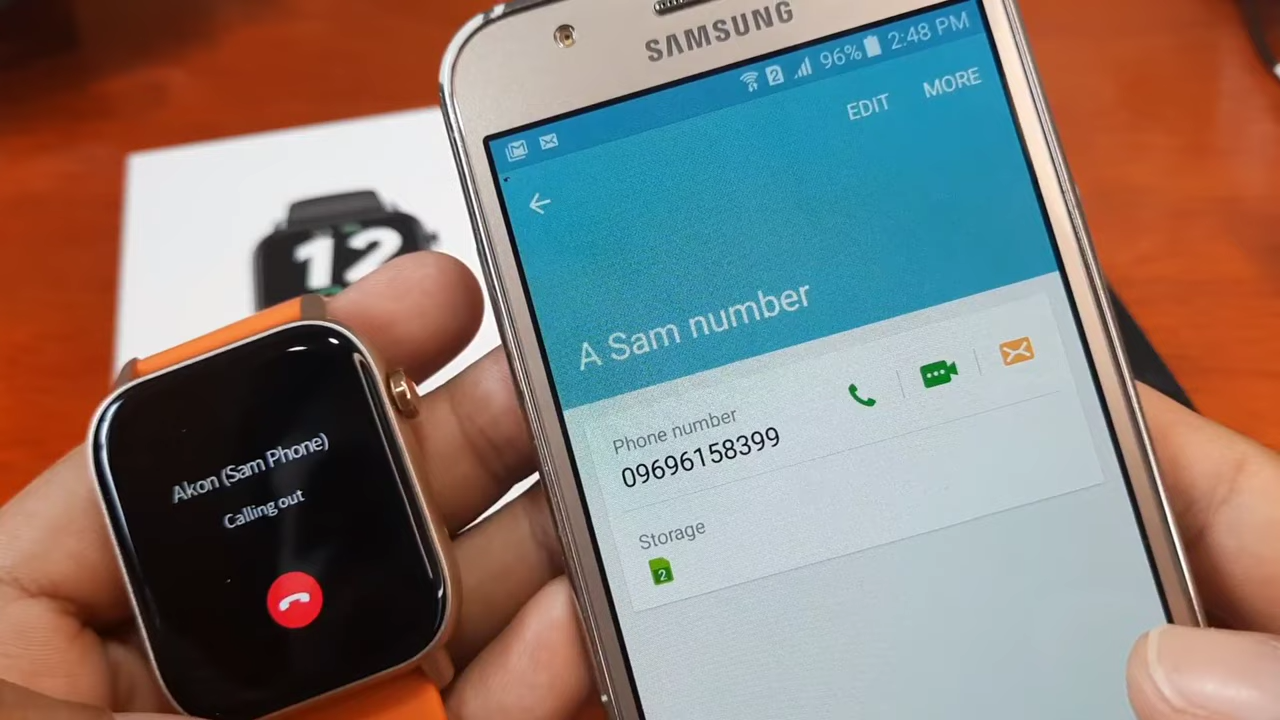 SAMSUNG
2 96% 2:48 PM
EDIT MORE
A Sam number
Phone number
09696158399
Storage
2
12
Akon (Sam Phone)
Calling out